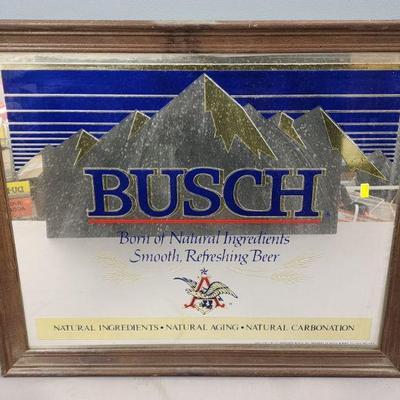 BUSCH
Born of Natural Ingredients
Smooth, Refreshing Beer
A
NATURAL INGREDIENTS • NATURAL AGING • NATURAL CARBONATION